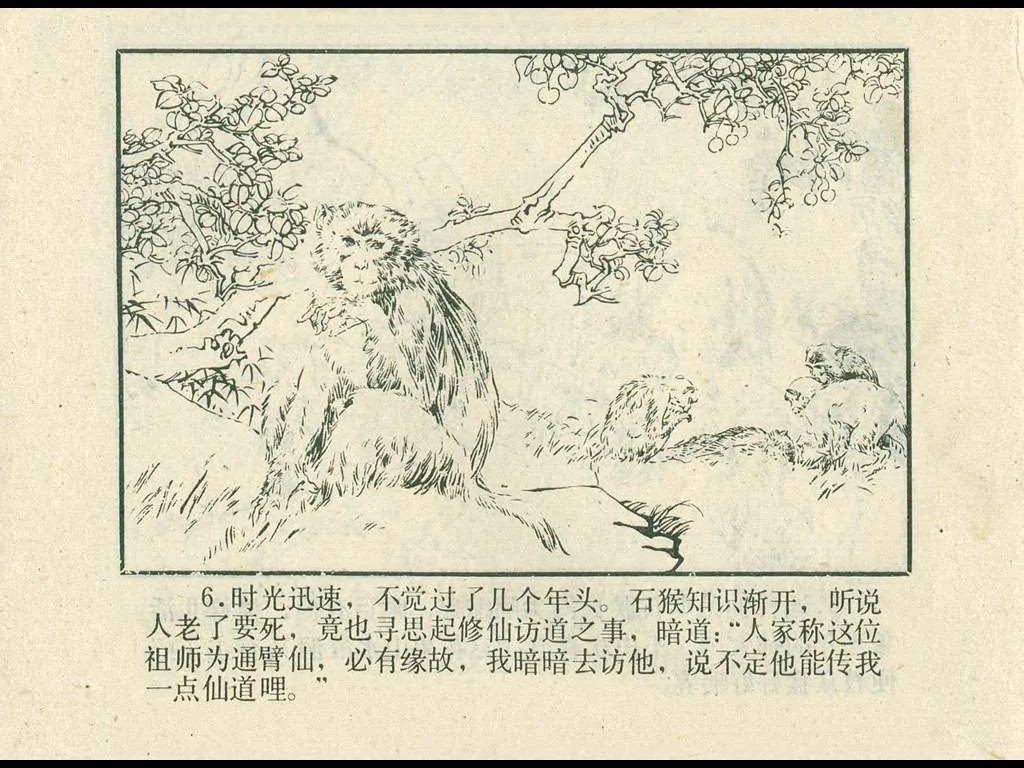 6.时光迅速，不觉过了几个年头。石猴知识渐开，听说
人老了要死，竟也寻思起修仙访道之事，暗道：“人家称这位
祖师为通臂仙，必有缘故，我暗暗去访他，说不定他能传我
一点仙道哩。”